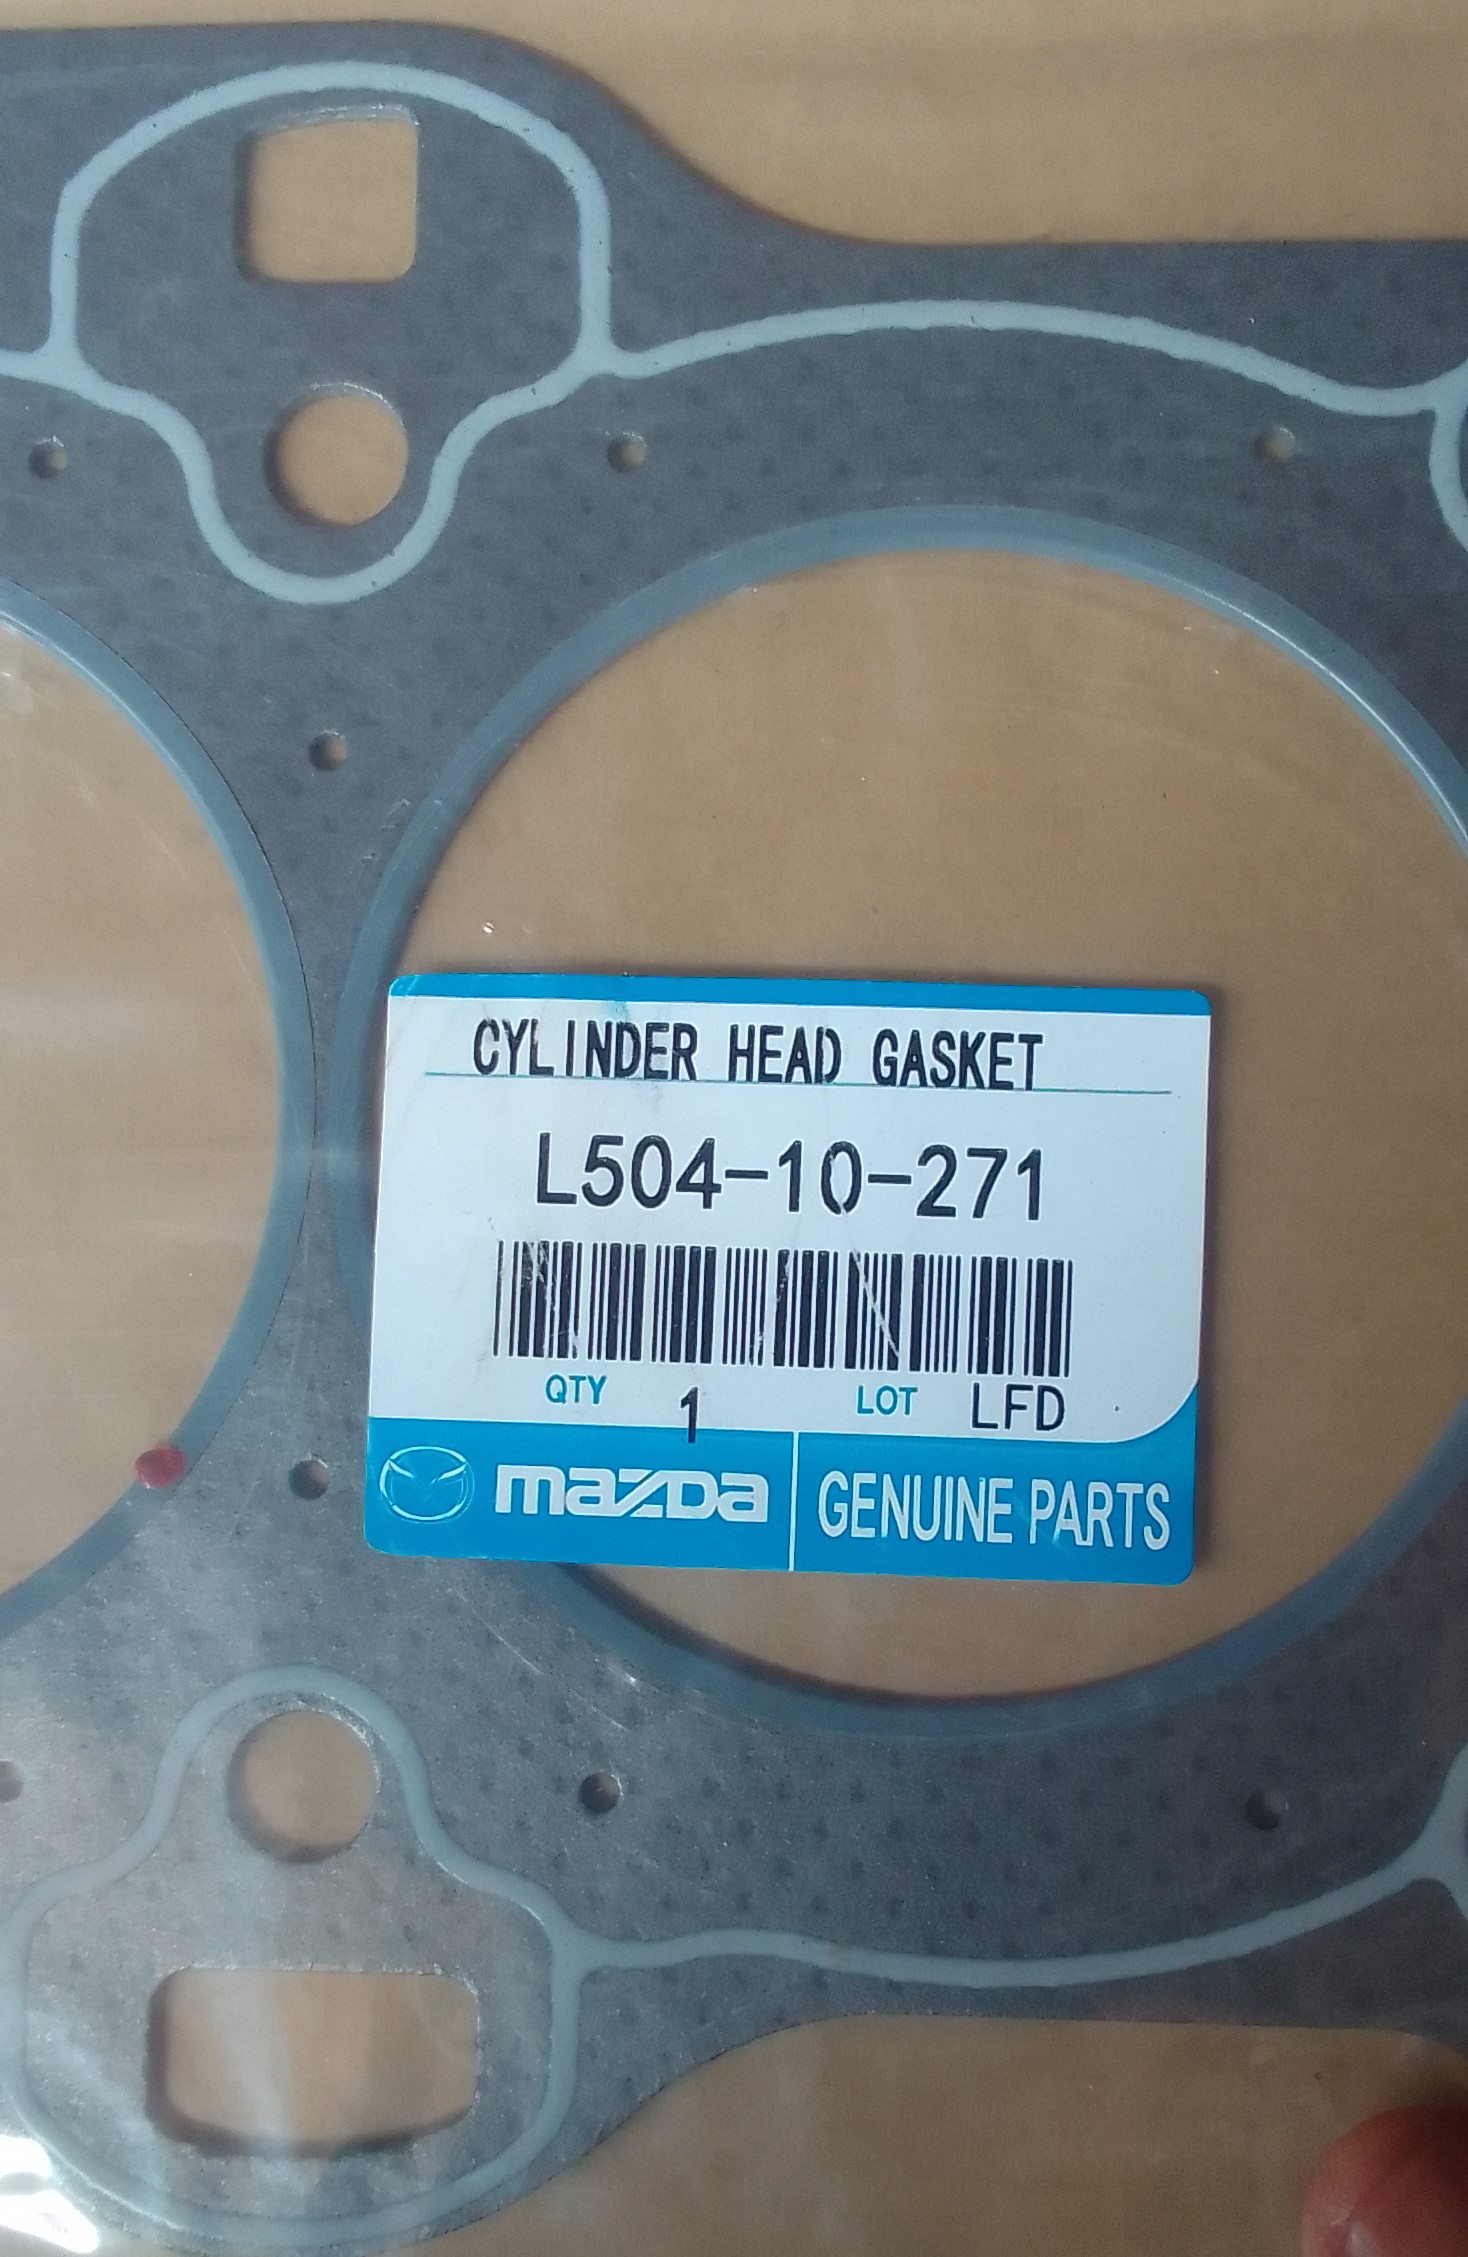 CYLINDER HEAD GASKET
L504-10-271
QTY 1 LOT LFD
mazda GENUINE PARTS